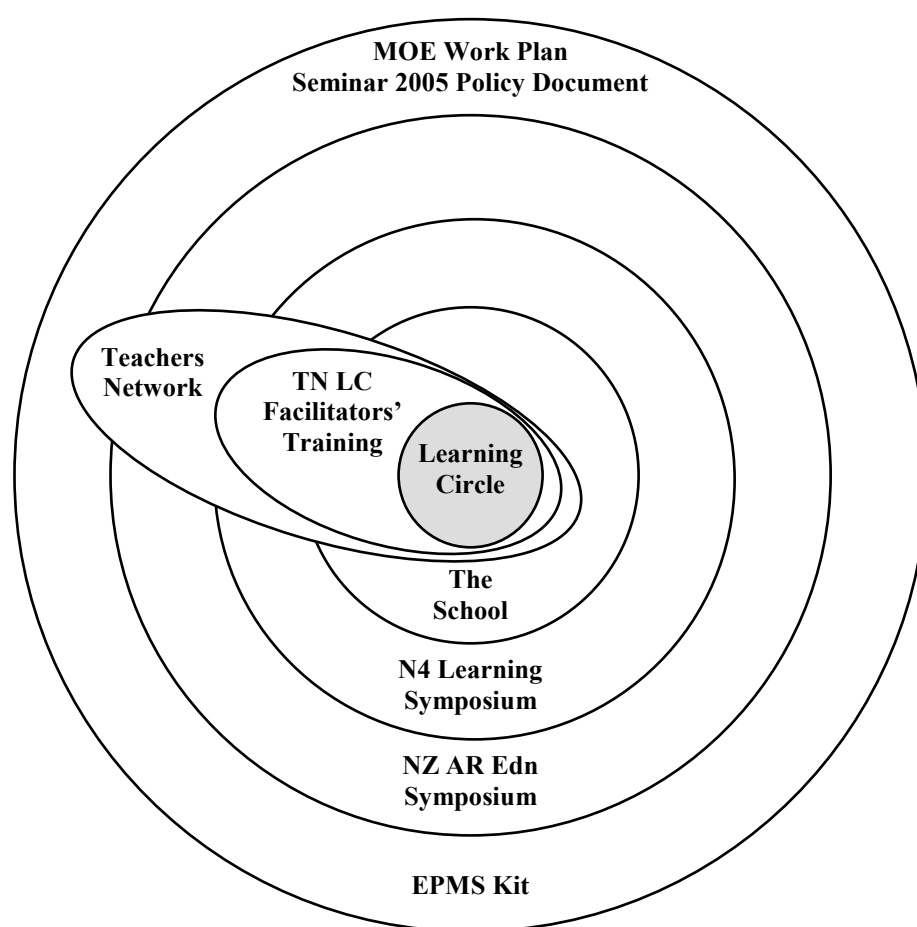 MOE Work Plan
Seminar 2005 Policy Document
Teachers
Network
TN LC
Facilitators’
Training
Learning
Circle
The
School
N4 Learning
Symposium
NZ AR Edn
Symposium
EPMS Kit